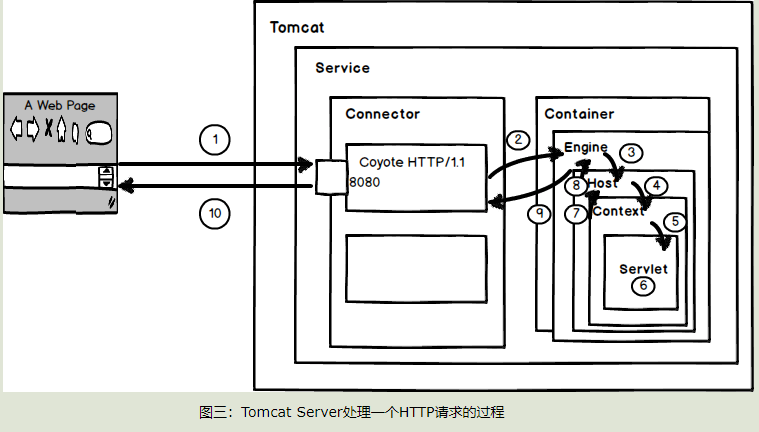 Tomcat
Service
A Web Page
Connector
Container
1
Coyote HTTP/1.1
8080
2
Engine
3
8
Host
4
10
9
7
Context
5
Servlet
6
图三：Tomcat Server处理一个HTTP请求的过程